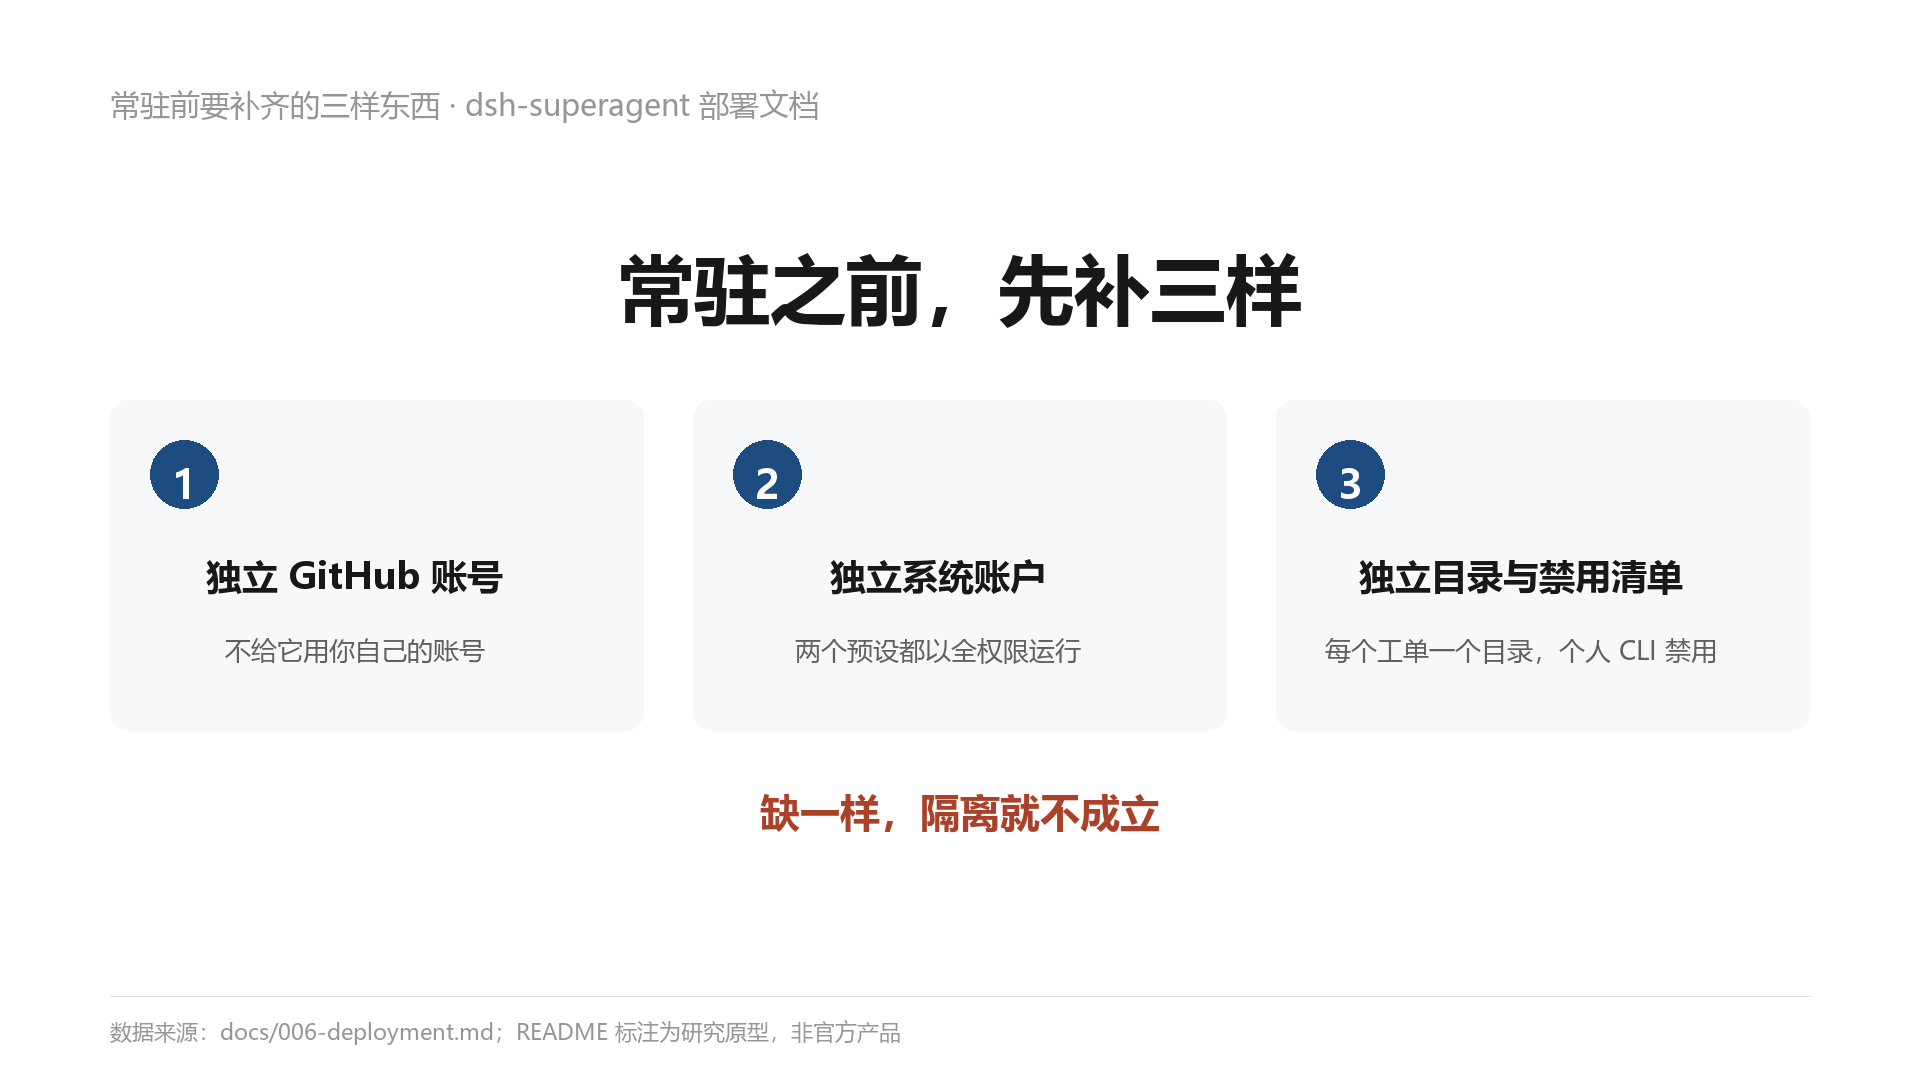 常驻前要补齐的三样东西 · dsh-superagent 部署文档
常驻之前，先补三样
1
独立 GitHub 账号
不给它用你自己的账号
2
独立系统账户
两个预设都以全权限运行
3
独立目录与禁用清单
每个工单一个目录，个人 CLI 禁用
缺一样，隔离就不成立
数据来源：docs/006-deployment.md；README 标注为研究原型，非官方产品